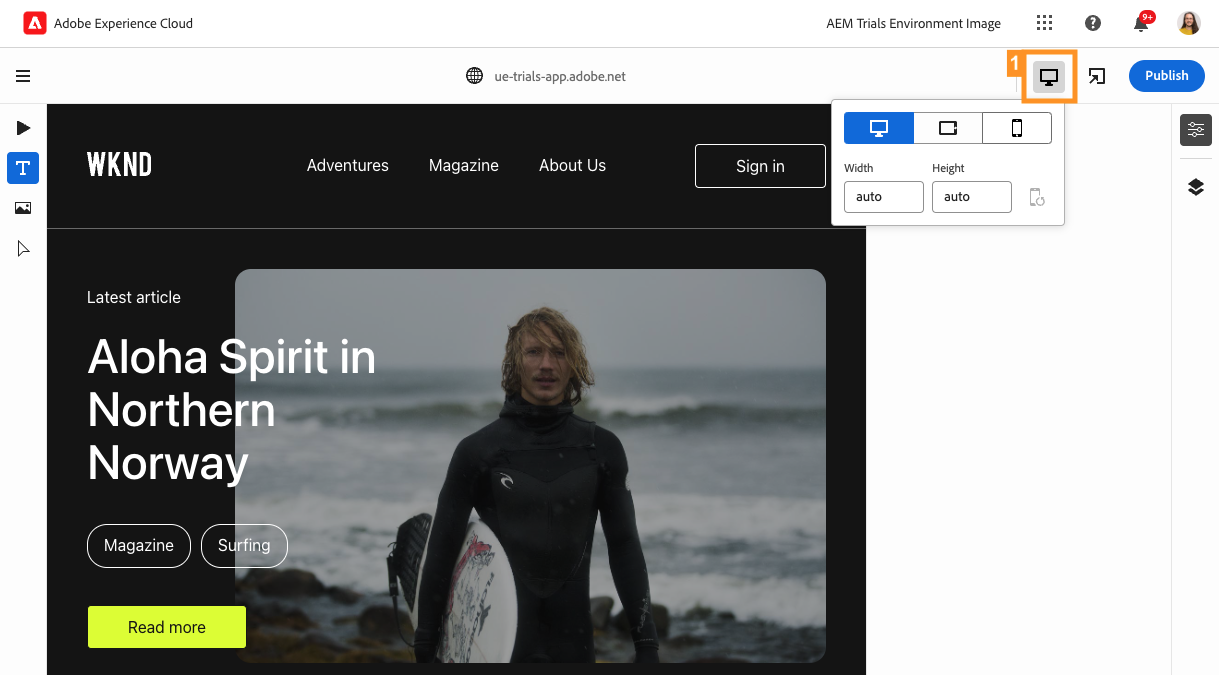 Adobe Experience Cloud
AEM Trials Environment Image
9+
ue-trials-app.adobe.net
1
Publish
T
WKND
Adventures
Magazine
About Us
Sign in
Width
Height
auto
auto
Latest article
Aloha Spirit in
Northern
Norway
Magazine
Surfing
Read more